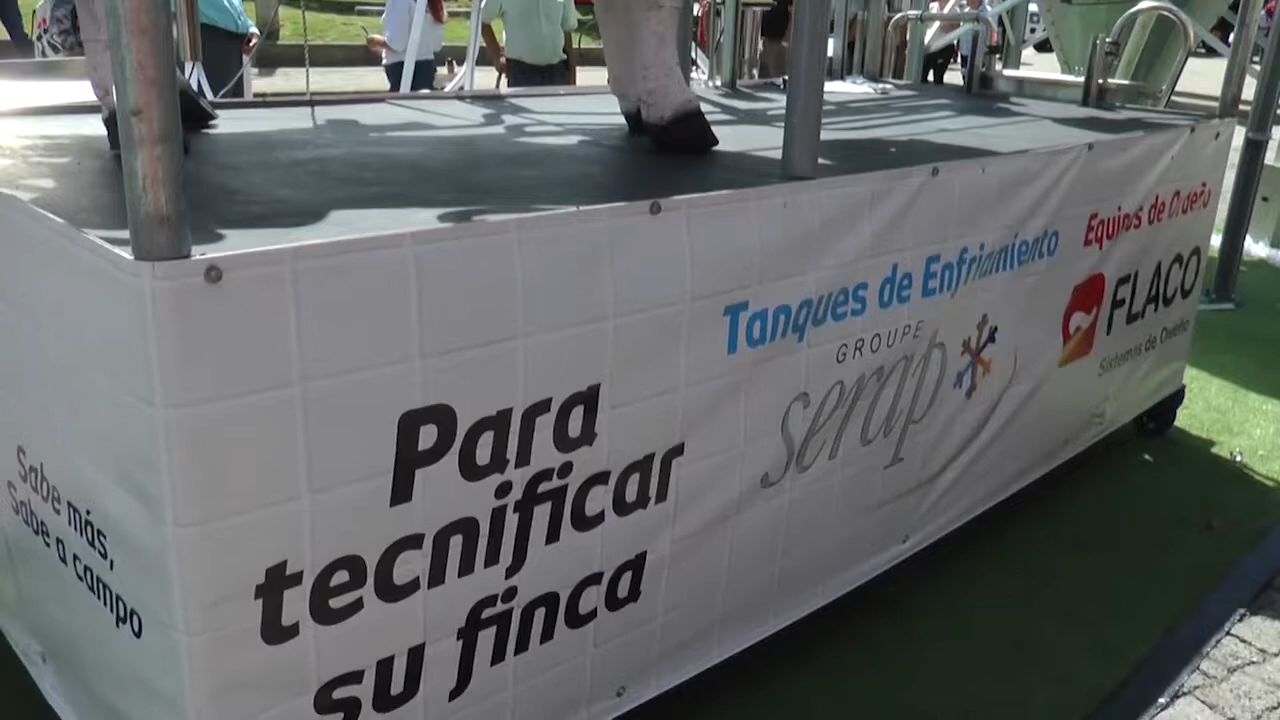 Sabe más,
Sabe a campo
Para
tecnificar
su finca
Tanques de Enfriamiento
GROUPE
serap
Equipos de Ordeño
FLACO
Sistemas de Ordeño